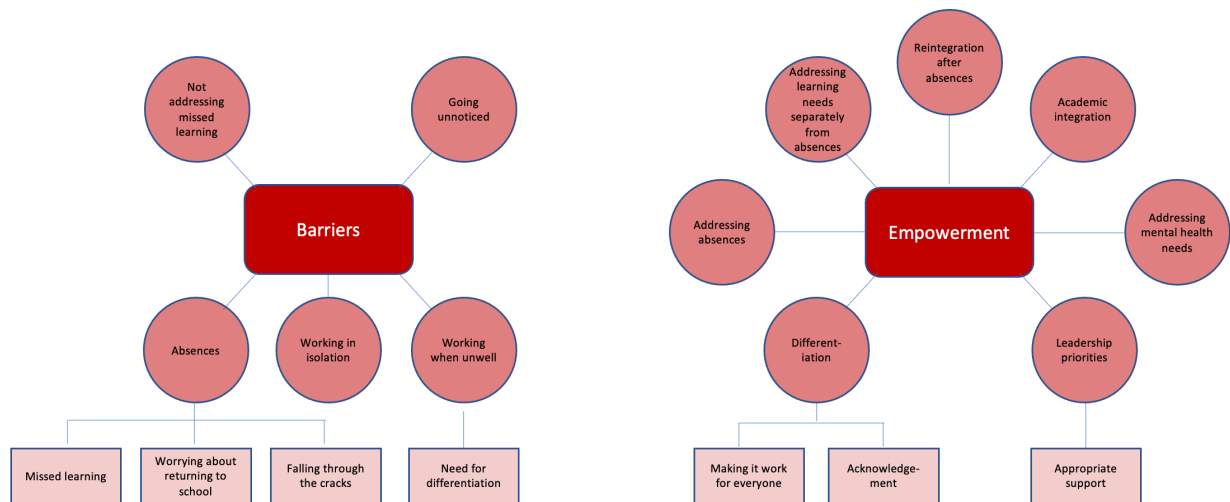 Not
addressing
missed
learning
Going
unnoticed
Barriers
Absences
Working in
isolation
Working
when unwell
Missed learning
Worrying about
returning to
school
Falling through
the cracks
Need for
differentiation
Reintegration
after
absences
Addressing
learning
needs
separately
from
absences
Academic
integration
Addressing
absences
Empowerment
Addressing
mental health
needs
Different-
iation
Leadership
priorities
Making it work
for everyone
Acknowledge-
ment
Appropriate
support